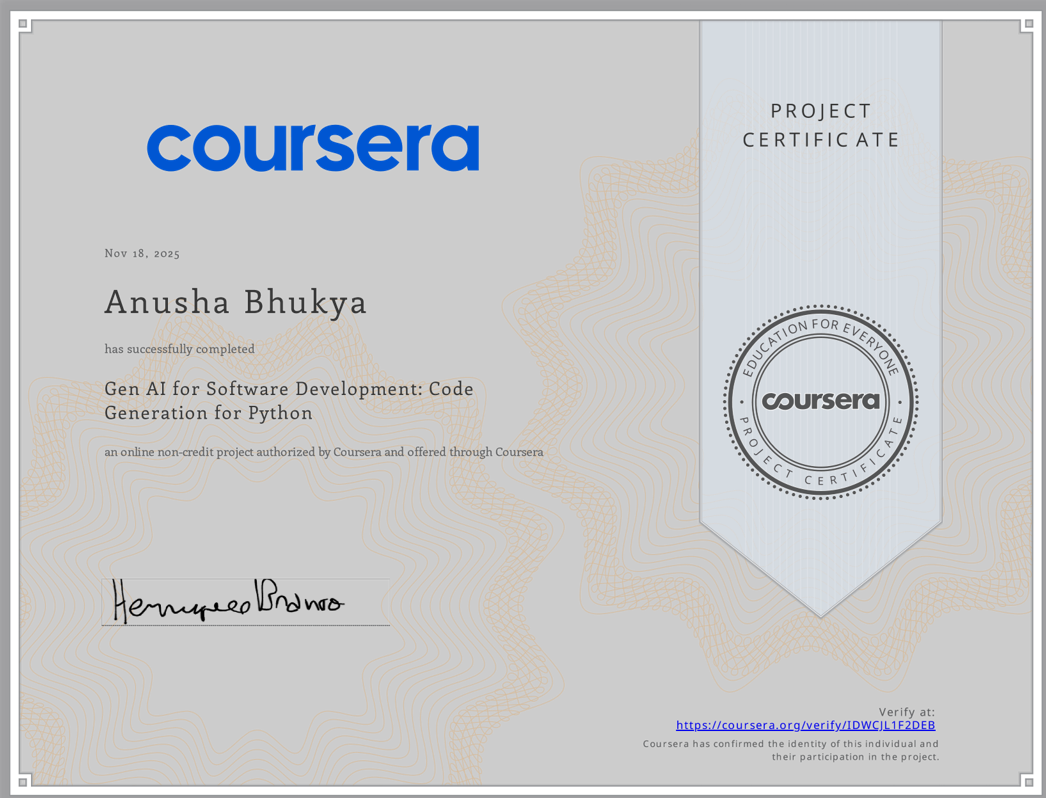 coursera
PROJECT
CERTIFICATE
Nov 18, 2025
Anusha Bhukya
has successfully completed
Gen AI for Software Development: Code
Generation for Python
an online non-credit project authorized by Coursera and offered through Coursera
EDUCATION FOR EVERYONE
coursera
PROJECT CERTIFICATE
Verify at:
https://coursera.org/verify/IDWCJL1F2DEB
Coursera has confirmed the identity of this individual and
their participation in the project.